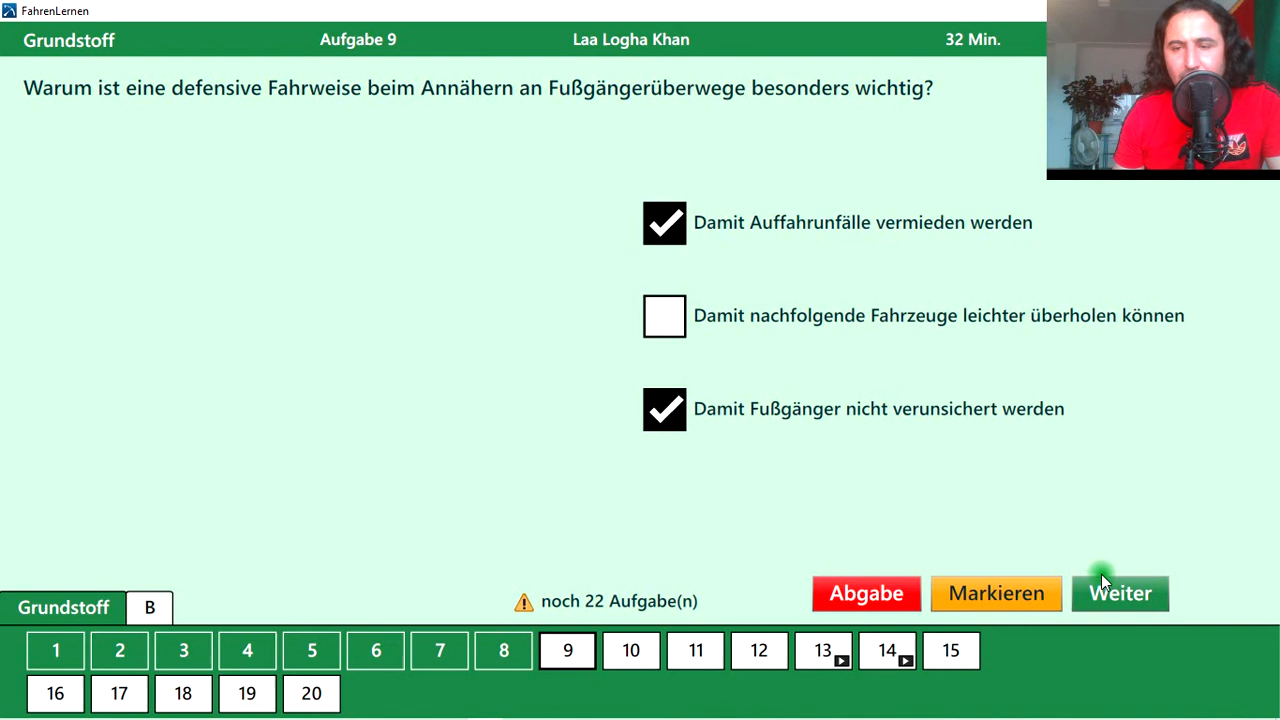 FahrenLernen
Grundstoff Aufgabe 9 Laa Logha Khan 32 Min.
Warum ist eine defensive Fahrweise beim Annähern an Fußgängerüberwege besonders wichtig?
Damit Auffahrunfälle vermieden werden
Damit nachfolgende Fahrzeuge leichter überholen können
Damit Fußgänger nicht verunsichert werden
Abgabe Markieren Weiter
Grundstoff B noch 22 Aufgabe(n)
1 2 3 4 5 6 7 8 9 10 11 12 13 14 15
16 17 18 19 20